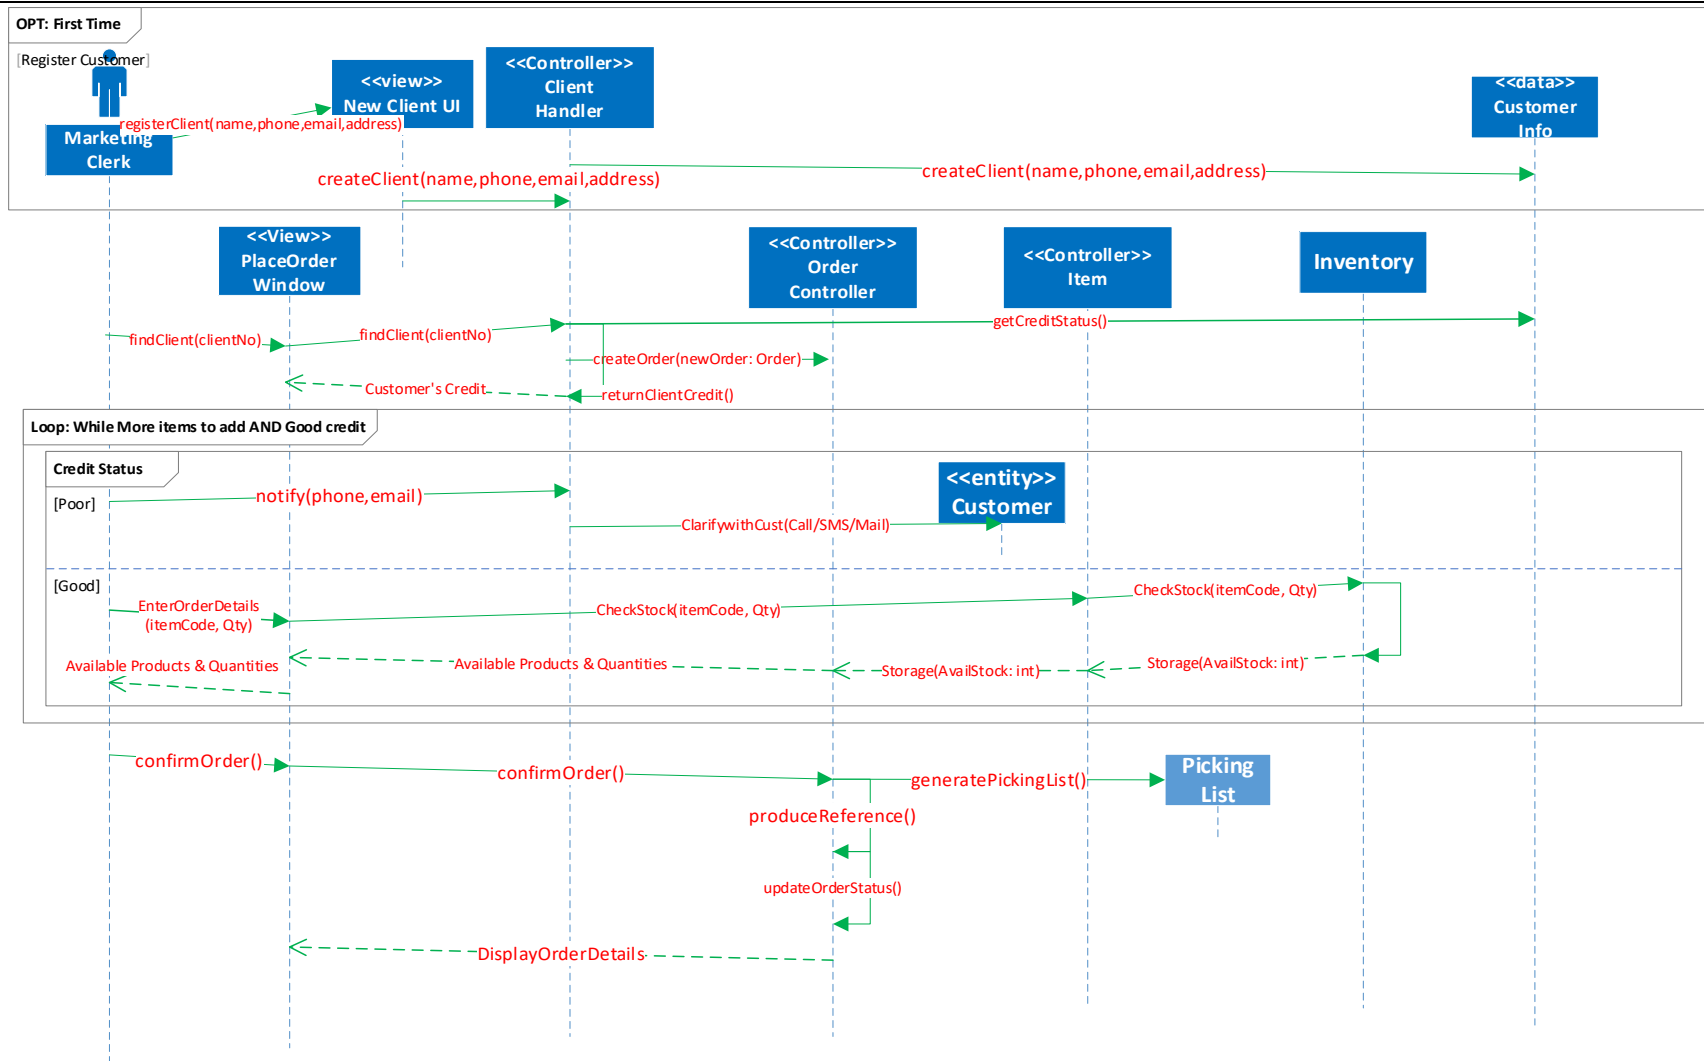 OPT: First Time
[Register Customer]
<<view>>
New Client UI
<<Controller>>
Client
Handler
<<data>>
Customer
Info
registerClient(name,phone,email,address)
Marketing
Clerk
createClient(name,phone,email,address)
createClient(name,phone,email,address)
<<View>>
PlaceOrder
Window
<<Controller>>
Order
Controller
<<Controller>>
Item
Inventory
findClient(clientNo)
findClient(clientNo)
getCreditStatus()
createOrder(newOrder: Order)
Customer's Credit
returnClientCredit()
Loop: While More items to add AND Good credit
Credit Status
[Poor]
notify(phone,email)
<<entity>>
Customer
ClarifywithCust(Call/SMS/Mail)
[Good]
EnterOrderDetails
(itemCode, Qty)
CheckStock(itemCode, Qty)
CheckStock(itemCode, Qty)
Available Products & Quantities
Available Products & Quantities
Storage(AvailStock: int)
Storage(AvailStock: int)
confirmOrder()
confirmOrder()
generatePickingList()
Picking
List
produceReference()
updateOrderStatus()
DisplayOrderDetails